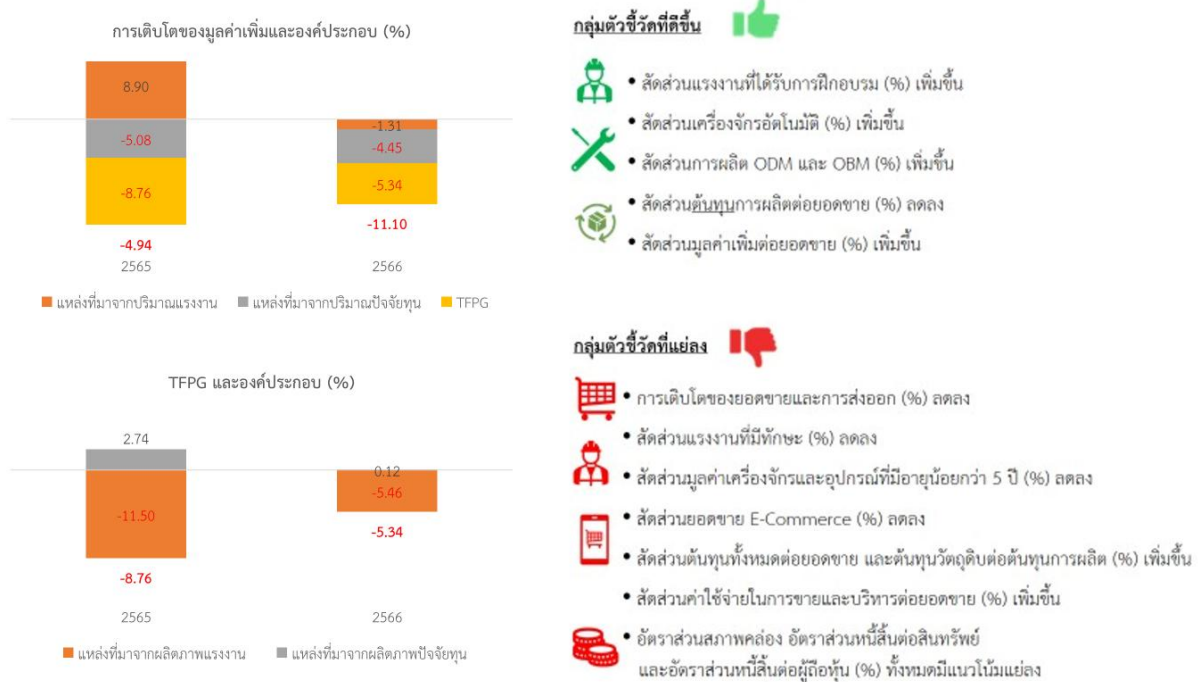 การเติบโตของมูลค่าเพิ่มและองค์ประกอบ (%)
8.90
-5.08
-8.76
-4.94
2565
-1.31
-4.45
-5.34
-11.10
2566
แหล่งที่มาจากปริมาณแรงงาน แหล่งที่มาจากปริมาณปัจจัยทุน TFPG
TFPG และองค์ประกอบ (%)
2.74
-11.50
-8.76
2565
0.12
-5.46
-5.34
2566
แหล่งที่มาจากผลิตภาพแรงงาน แหล่งที่มาจากผลิตภาพปัจจัยทุน
กลุ่มตัวชี้วัดที่ดีขึ้น
• สัดส่วนแรงงานที่ได้รับการฝึกอบรม (%) เพิ่มขึ้น
• สัดส่วนเครื่องจักรอัตโนมัติ (%) เพิ่มขึ้น
• สัดส่วนการผลิต ODM และ OBM (%) เพิ่มขึ้น
• สัดส่วนต้นทุนการผลิตต่อยอดขาย (%) ลดลง
• สัดส่วนมูลค่าเพิ่มต่อยอดขาย (%) เพิ่มขึ้น
กลุ่มตัวชี้วัดที่แย่ลง
• การเติบโตของยอดขายและการส่งออก (%) ลดลง
• สัดส่วนแรงงานที่มีทักษะ (%) ลดลง
• สัดส่วนมูลค่าเครื่องจักรและอุปกรณ์ที่มีอายุน้อยกว่า 5 ปี (%) ลดลง
• สัดส่วนยอดขาย E-Commerce (%) ลดลง
• สัดส่วนต้นทุนทั้งหมดต่อยอดขาย และต้นทุนวัตถุดิบต่อต้นทุนการผลิต (%) เพิ่มขึ้น
• สัดส่วนค่าใช้จ่ายในการขายและบริหารต่อยอดขาย (%) เพิ่มขึ้น
• อัตราส่วนสภาพคล่อง อัตราส่วนหนี้สิ้นต่อสินทรัพย์
และอัตราส่วนหนี้สิ้นต่อผู้ถือหุ้น (%) ทั้งหมดมีแนวโน้มแย่ลง